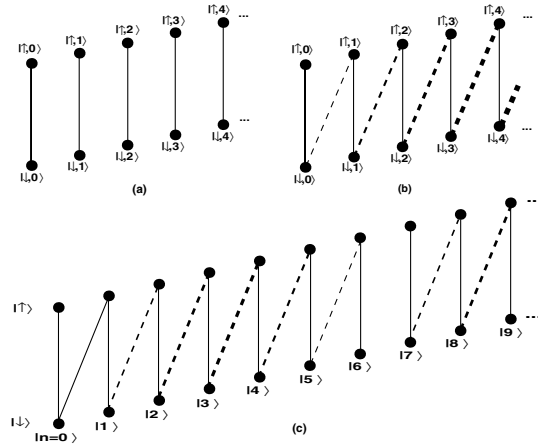 |↑,0⟩ |↑,1⟩ |↑,2⟩ |↑,3⟩ |↑,4⟩ ...
|↓,0⟩ |↓,1⟩ |↓,2⟩ |↓,3⟩ |↓,4⟩ ...
(a)
|↑,0⟩ |↑,1⟩ |↑,2⟩ |↑,3⟩ |↑,4⟩ ...
|↓,0⟩ |↓,1⟩ |↓,2⟩ |↓,3⟩ |↓,4⟩ ...
(b)
|↑⟩
|↓⟩
|n=0⟩ |1⟩ |2⟩ |3⟩ |4⟩ |5⟩ |6⟩ |7⟩ |8⟩ |9⟩
(c)